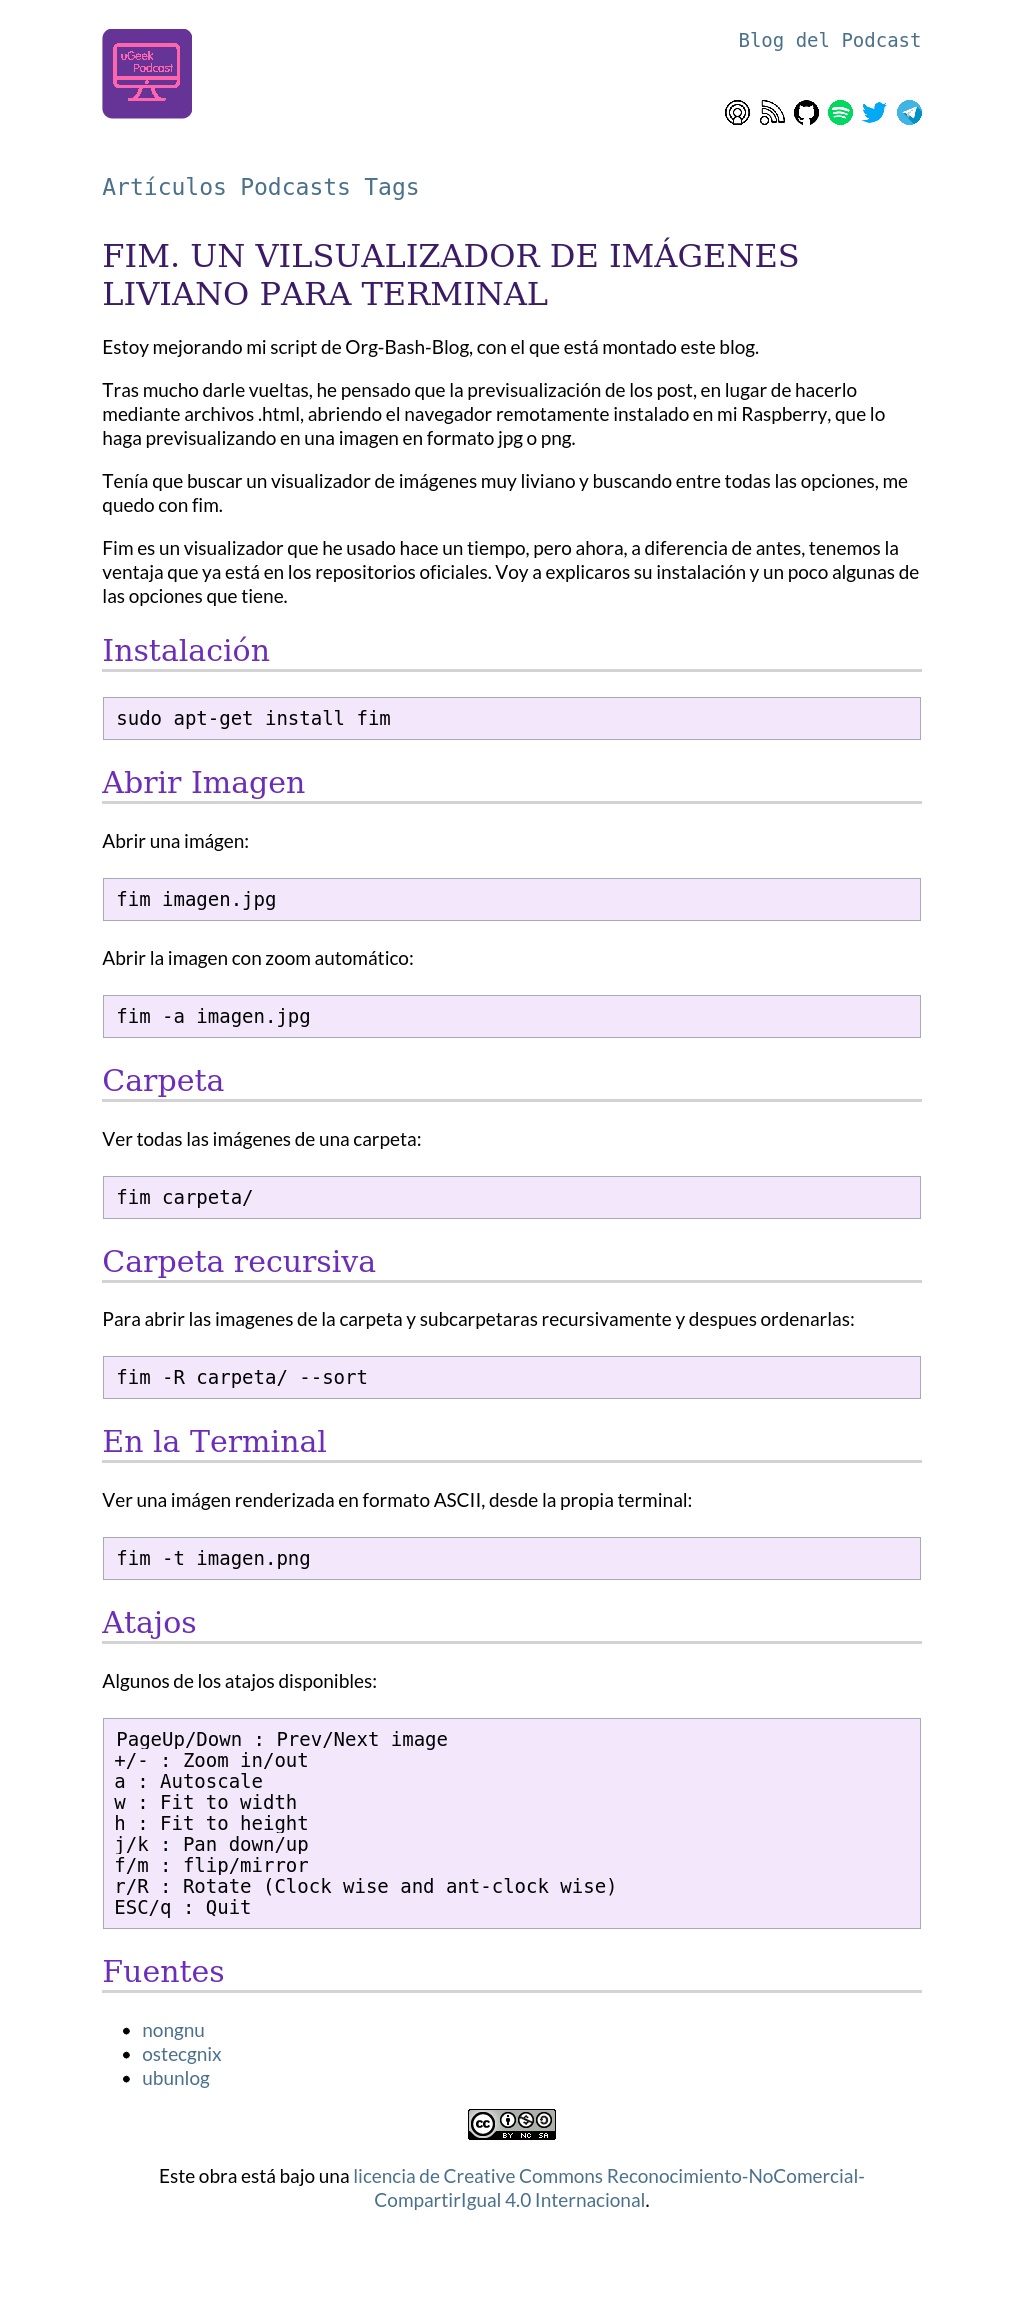 uGeek
Podcast
Blog del Podcast
Artículos Podcasts Tags
FIM. UN VILSUALIZADOR DE IMÁGENES
LIVIANO PARA TERMINAL
Estoy mejorando mi script de Org-Bash-Blog, con el que está montado este blog.
Tras mucho darle vueltas, he pensado que la previsualización de los post, en lugar de hacerlo
mediante archivos .html, abriendo el navegador remotamente instalado en mi Raspberry, que lo
haga previsualizando en una imagen en formato jpg o png.
Tenía que buscar un visualizador de imágenes muy liviano y buscando entre todas las opciones, me
quedo con fim.
Fim es un visualizador que he usado hace un tiempo, pero ahora, a diferencia de antes, tenemos la
ventaja que ya está en los repositorios oficiales. Voy a explicaros su instalación y un poco algunas de
las opciones que tiene.
Instalación
sudo apt-get install fim
Abrir Imagen
Abrir una imágen:
fim imagen.jpg
Abrir la imagen con zoom automático:
fim -a imagen.jpg
Carpeta
Ver todas las imágenes de una carpeta:
fim carpeta/
Carpeta recursiva
Para abrir las imagenes de la carpeta y subcarpetaras recursivamente y despues ordenarlas:
fim -R carpeta/ --sort
En la Terminal
Ver una imágen renderizada en formato ASCII, desde la propia terminal:
fim -t imagen.png
Atajos
Algunos de los atajos disponibles:
PageUp/Down : Prev/Next image
+/- : Zoom in/out
a : Autoscale
w : Fit to width
h : Fit to height
j/k : Pan down/up
f/m : flip/mirror
r/R : Rotate (Clock wise and ant-clock wise)
ESC/q : Quit
Fuentes
• nongnu
• ostecgnix
• ubunlog
cc BY NC SA
Este obra está bajo una licencia de Creative Commons Reconocimiento-NoComercial-
CompartirIgual 4.0 Internacional.